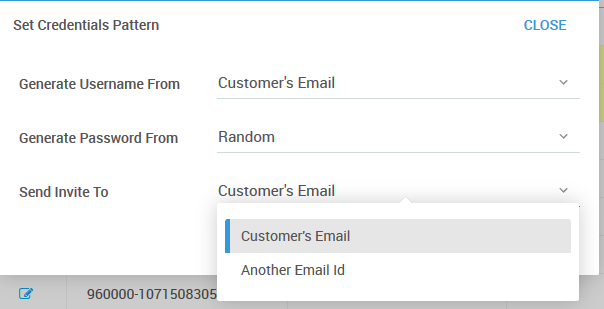 Set Credentials Pattern CLOSE
Generate Username From Customer's Email
Generate Password From Random
Send Invite To Customer's Email
Customer's Email
Another Email Id
960000-1071508305